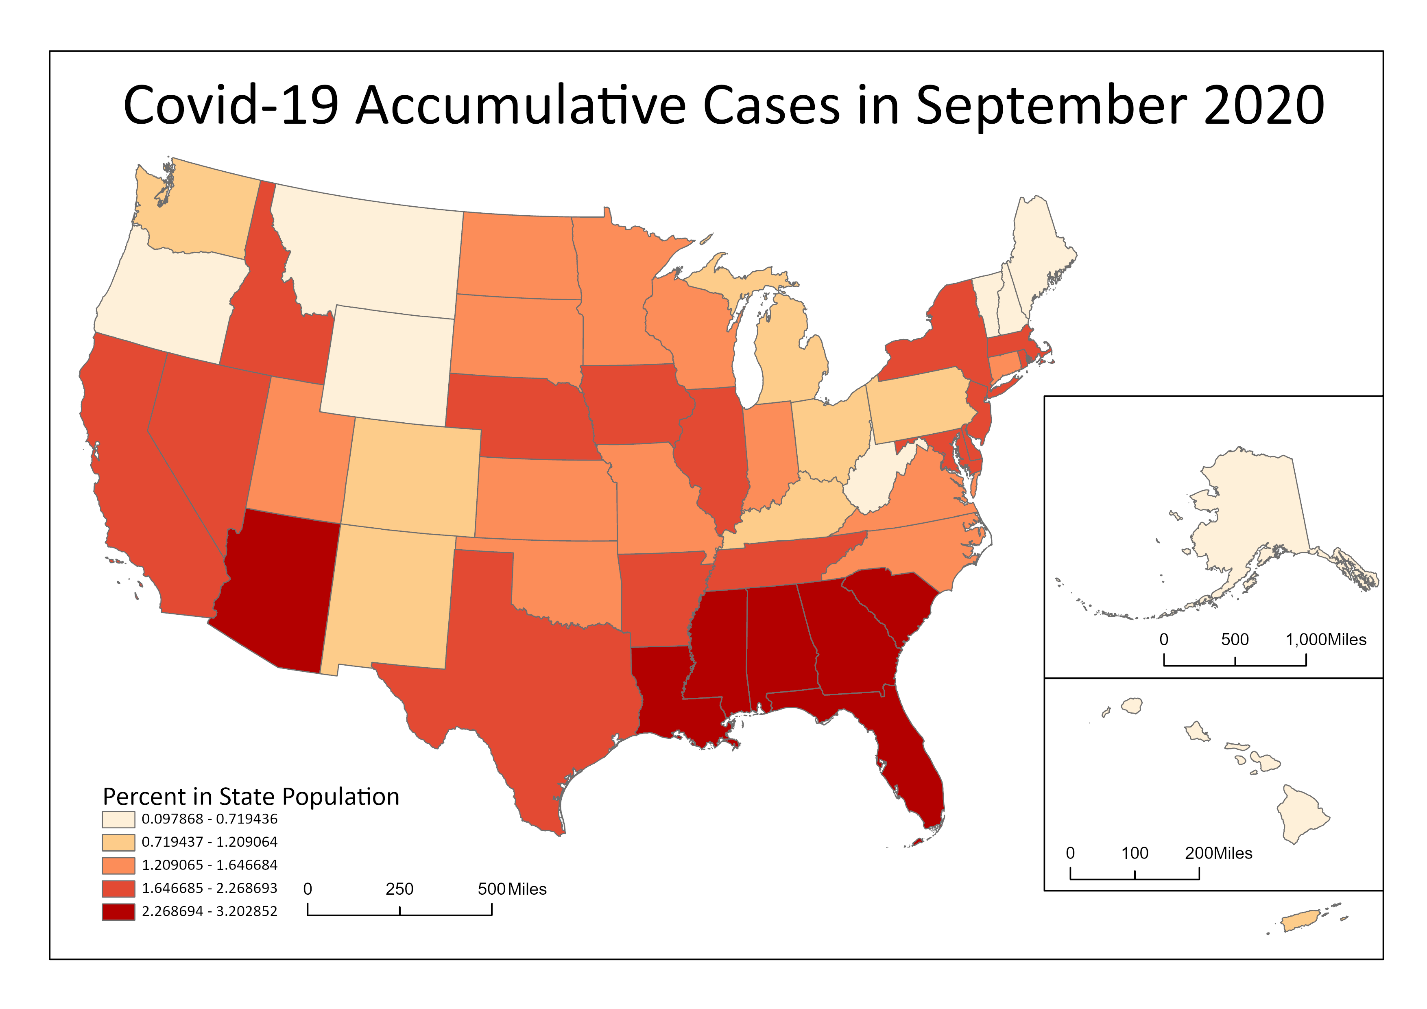 Covid-19 Accumulative Cases in September 2020
0 500 1,000Miles
0 100 200Miles
Percent in State Population
0.097868 - 0.719436
0.719437 - 1.209064
1.209065 - 1.646684
1.646685 - 2.268693
2.268694 - 3.202852
0 250 500Miles